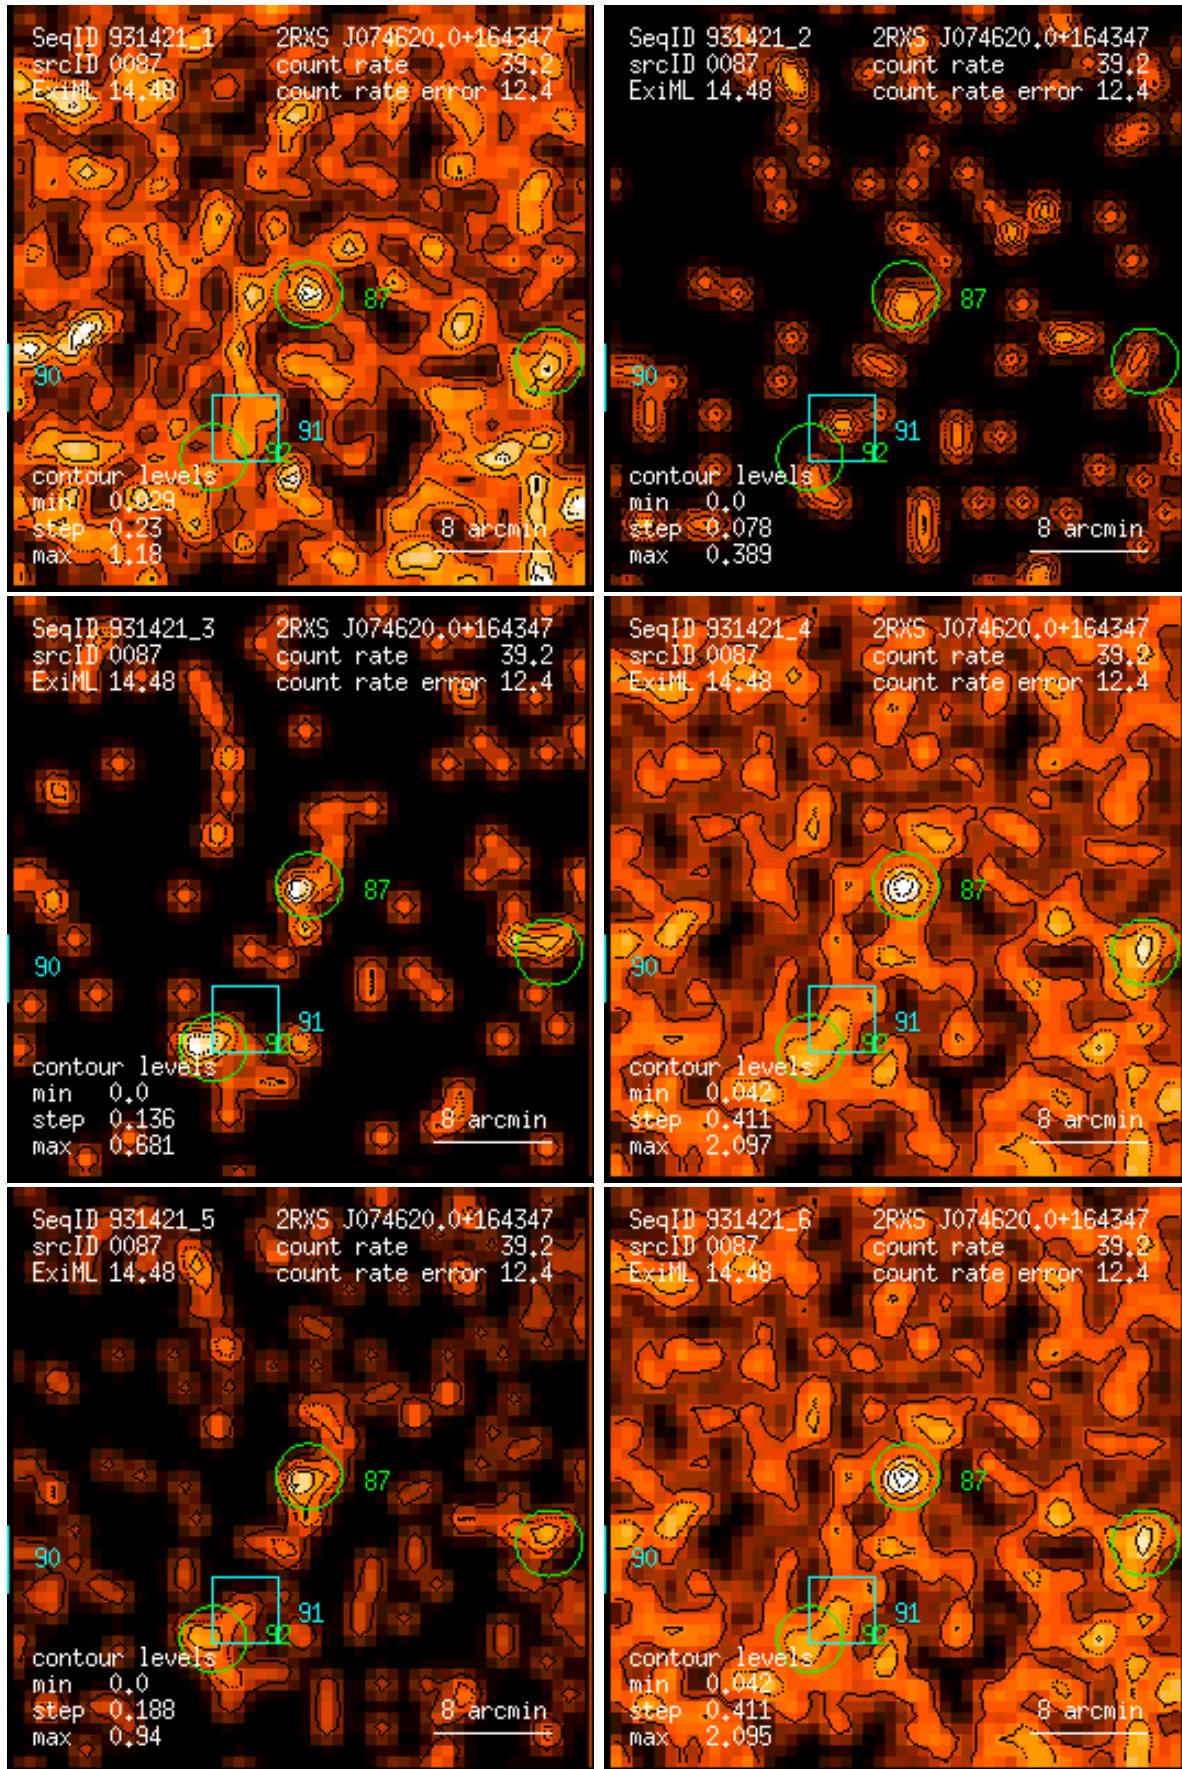 SeqID 931421_1 2RXS J074620.0+164347
srcID 0087 count rate 39.2
ExiML 14.48 count rate error 12.4
87
90
91
92
contour levels
min 0.029
step 0.23 8 arcmin
max 1.18
SeqID 931421_2 2RXS J074620.0+164347
srcID 0087 count rate 39.2
ExiML 14.48 count rate error 12.4
87
90
91
92
contour levels
min 0.0
step 0.078 8 arcmin
max 0.389
SeqID 931421_3 2RXS J074620.0+164347
srcID 0087 count rate 39.2
ExiML 14.48 count rate error 12.4
87
90
91
92
contour levels
min 0.0
step 0.136 8 arcmin
max 0.681
SeqID 931421_4 2RXS J074620.0+164347
srcID 0087 count rate 39.2
ExiML 14.48 count rate error 12.4
87
90
91
92
contour levels
min 0.042
step 0.411 8 arcmin
max 2.097
SeqID 931421_5 2RXS J074620.0+164347
srcID 0087 count rate 39.2
ExiML 14.48 count rate error 12.4
87
90
91
92
contour levels
min 0.0
step 0.188 8 arcmin
max 0.94
SeqID 931421_6 2RXS J074620.0+164347
srcID 0087 count rate 39.2
ExiML 14.48 count rate error 12.4
87
90
91
92
contour levels
min 0.042
step 0.411 8 arcmin
max 2.095